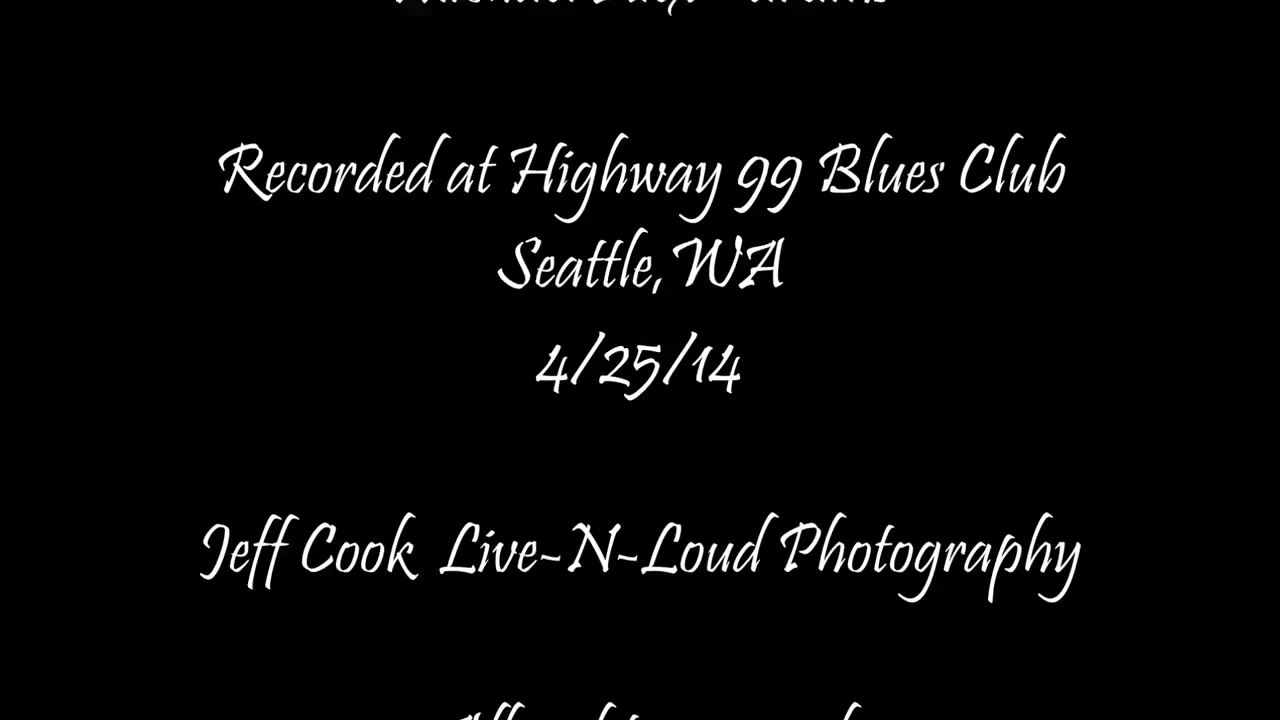 Recorded at Highway 99 Blues Club
Seattle, WA
4/25/14
Jeff Cook Live-N-Loud Photography